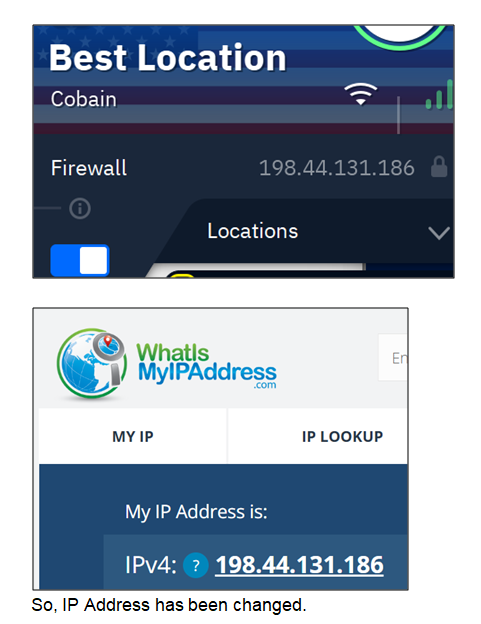 Best Location
Cobain
Firewall 198.44.131.186
Locations
WhatIs
MyIPAddress
.com
En
MY IP IP LOOKUP
My IP Address is:
IPv4: ? 198.44.131.186
So, IP Address has been changed.